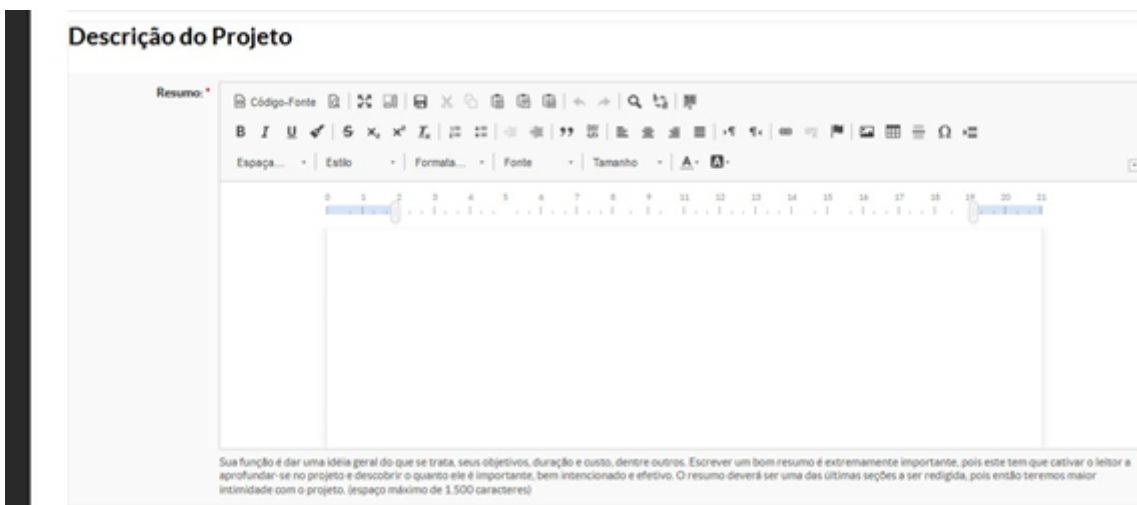 Descrição do Projeto
Resumo: *
Código-Fonte
B I U S x₂ x² Iₓ Ω
Espaça... Estilo Formata... Fonte Tamanho A A
0 1 2 3 4 5 6 7 8 9 11 12 13 14 15 16 17 18 19 20 21
Sua função é dar uma idéia geral do que se trata, seus objetivos, duração e custo, dentre outros. Escrever um bom resumo é extremamente importante, pois este tem que cativar o leitor a
aprofundar-se no projeto e descobrir o quanto ele é importante, bem intencionado e efetivo. O resumo deverá ser uma das últimas seções a ser redigida, pois então teremos maior
intimidade com o projeto. (espaço máximo de 1.500 caracteres)